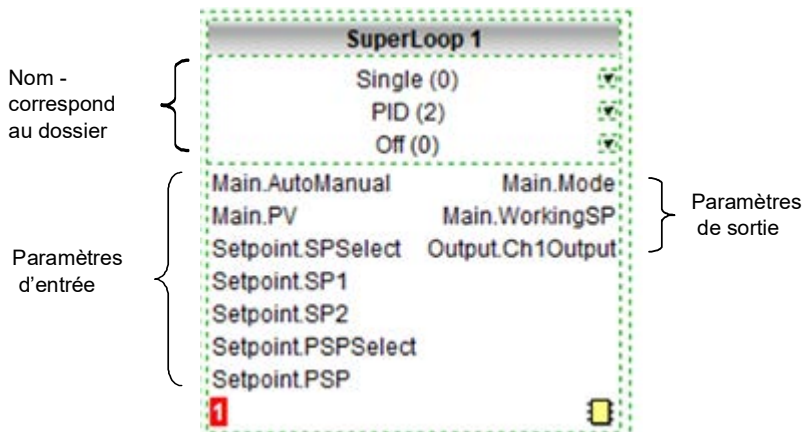 SuperLoop 1
Nom -
correspond
au dossier
Single (0)
PID (2)
Off (0)
Paramètres
d'entrée
Main.AutoManual
Main.PV
Setpoint.SPSelect
Setpoint.SP1
Setpoint.SP2
Setpoint.PSPSelect
Setpoint.PSP
Main.Mode
Main.WorkingSP
Output.Ch1Output
Paramètres
de sortie
1